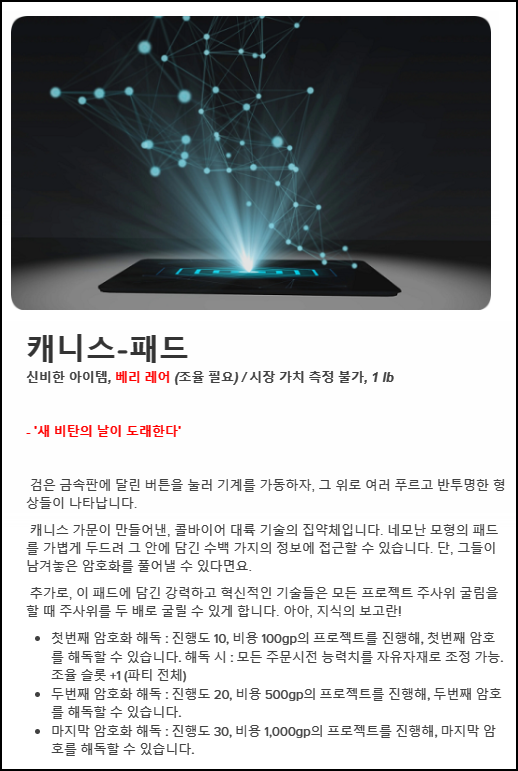 캐니스-패드
신비한 아이템, 베리 레어 (조율 필요) / 시장 가치 측정 불가, 1 lb
- '새 비탄의 날이 도래한다'
검은 금속판에 달린 버튼을 눌러 기계를 가동하자, 그 위로 여러 푸르고 반투명한 형
상들이 나타납니다.
캐니스 가문이 만들어낸, 콜바이어 대륙 기술의 집약체입니다. 네모난 모형의 패드
를 가볍게 두드려 그 안에 담긴 수백 가지의 정보에 접근할 수 있습니다. 단, 그들이
남겨놓은 암호화를 풀어낼 수 있다면요.
추가로, 이 패드에 담긴 강력하고 혁신적인 기술들은 모든 프로젝트 주사위 굴림을
할 때 주사위를 두 배로 굴릴 수 있게 합니다. 아아, 지식의 보고란!
• 첫번째 암호화 해독 : 진행도 10, 비용 100gp의 프로젝트를 진행해, 첫번째 암호
를 해독할 수 있습니다. 해독 시 : 모든 주문시전 능력치를 자유자재로 조정 가능.
조율 슬롯 +1 (파티 전체)
• 두번째 암호화 해독 : 진행도 20, 비용 500gp의 프로젝트를 진행해, 두번째 암호
를 해독할 수 있습니다.
• 마지막 암호화 해독 : 진행도 30, 비용 1,000gp의 프로젝트를 진행해, 마지막 암
호를 해독할 수 있습니다.